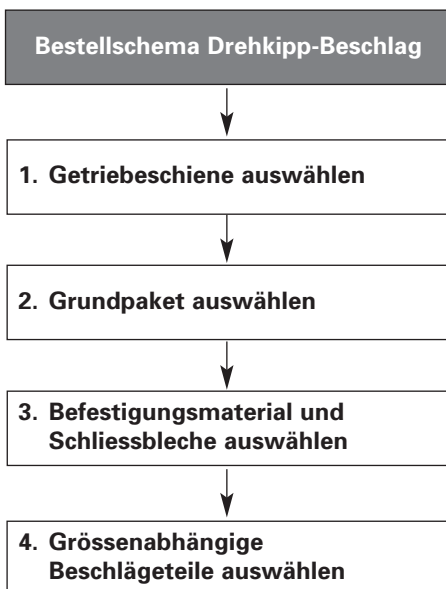 Bestellschema Drehkipp-Beschlag
1. Getriebeschiene auswählen
2. Grundpaket auswählen
3. Befestigungsmaterial und
Schliessbleche auswählen
4. Grössenabhängige
Beschlägeteile auswählen